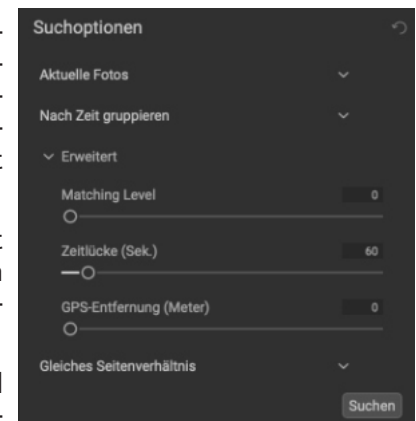 Suchoptionen
Aktuelle Fotos
Nach Zeit gruppieren
Erweitert
Matching Level 0
Zeitlücke (Sek.) 60
GPS-Entfernung (Meter) 0
Gleiches Seitenverhältnis
Suchen